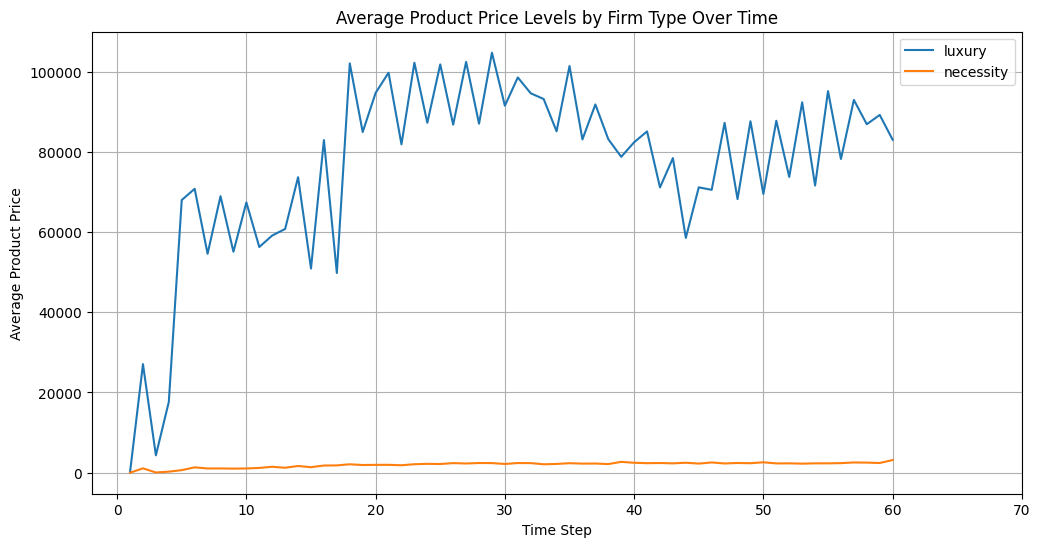 Average Product Price Levels by Firm Type Over Time
luxury
necessity
Average Product Price
100000
80000
60000
40000
20000
0
0 10 20 30 40 50 60 70
Time Step